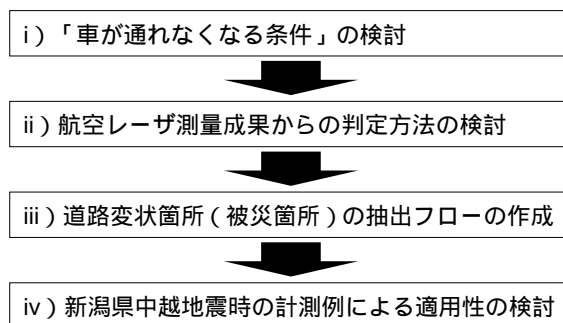 i）「車が通れなくなる条件」の検討
ii）航空レーザ測量成果からの判定方法の検討
iii）道路変状箇所（被災箇所）の抽出フローの作成
iv）新潟県中越地震時の計測例による適用性の検討